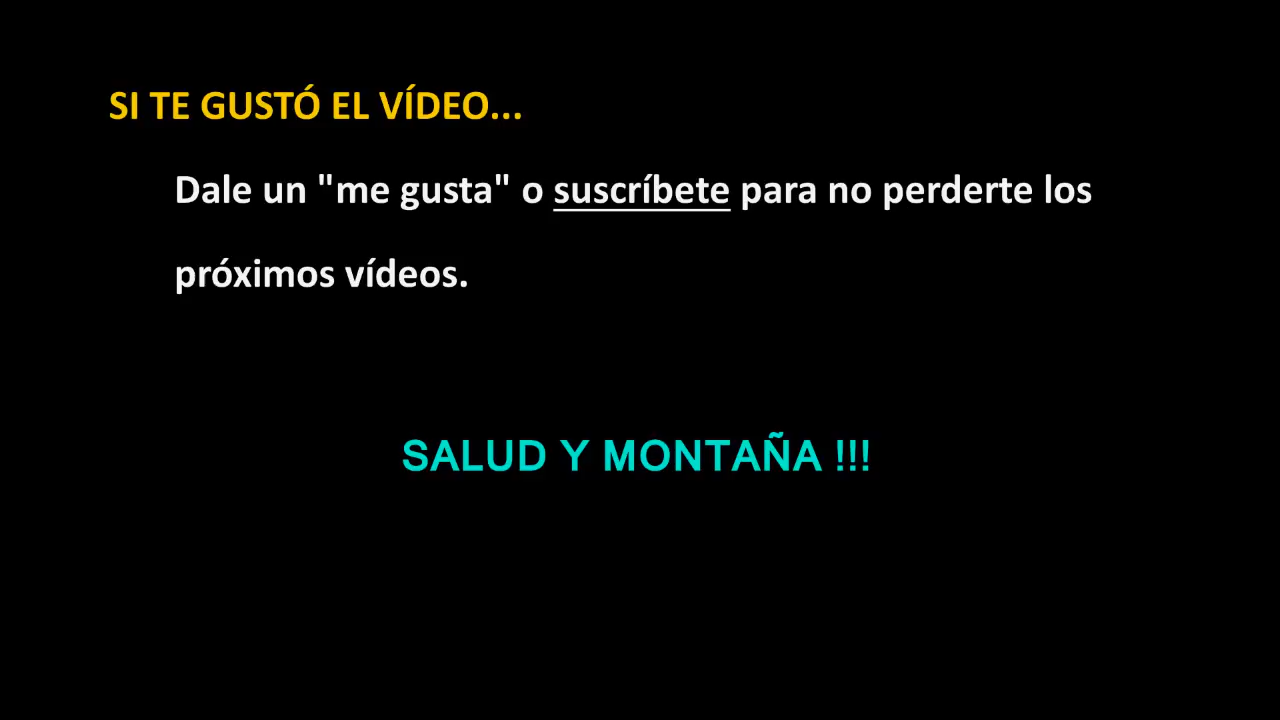 SI TE GUSTÓ EL VÍDEO...
Dale un "me gusta" o suscríbete para no perderte los
próximos vídeos.
SALUD Y MONTAÑA !!!